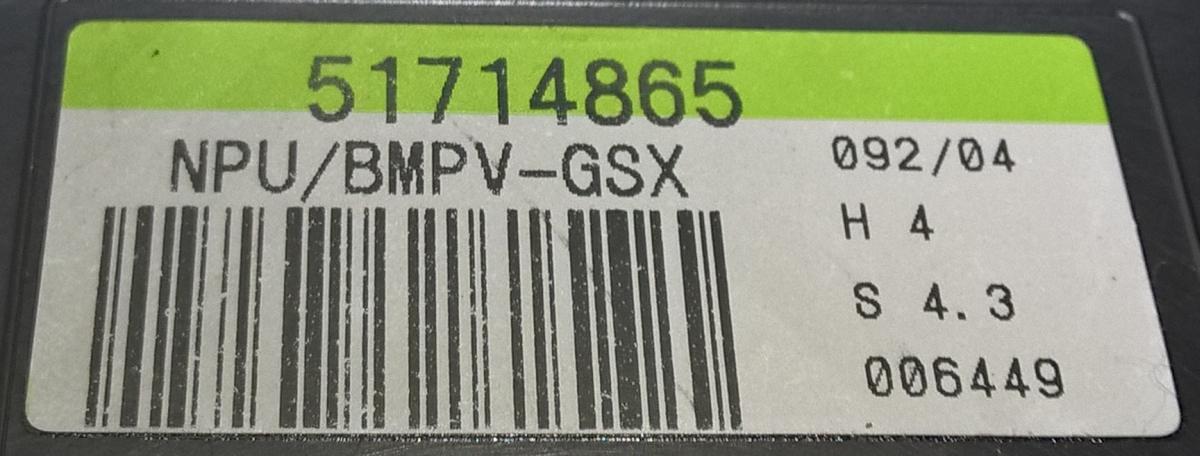 51714865
NPU/BMPV-GSX
092/04
H 4
S 4.3
006449